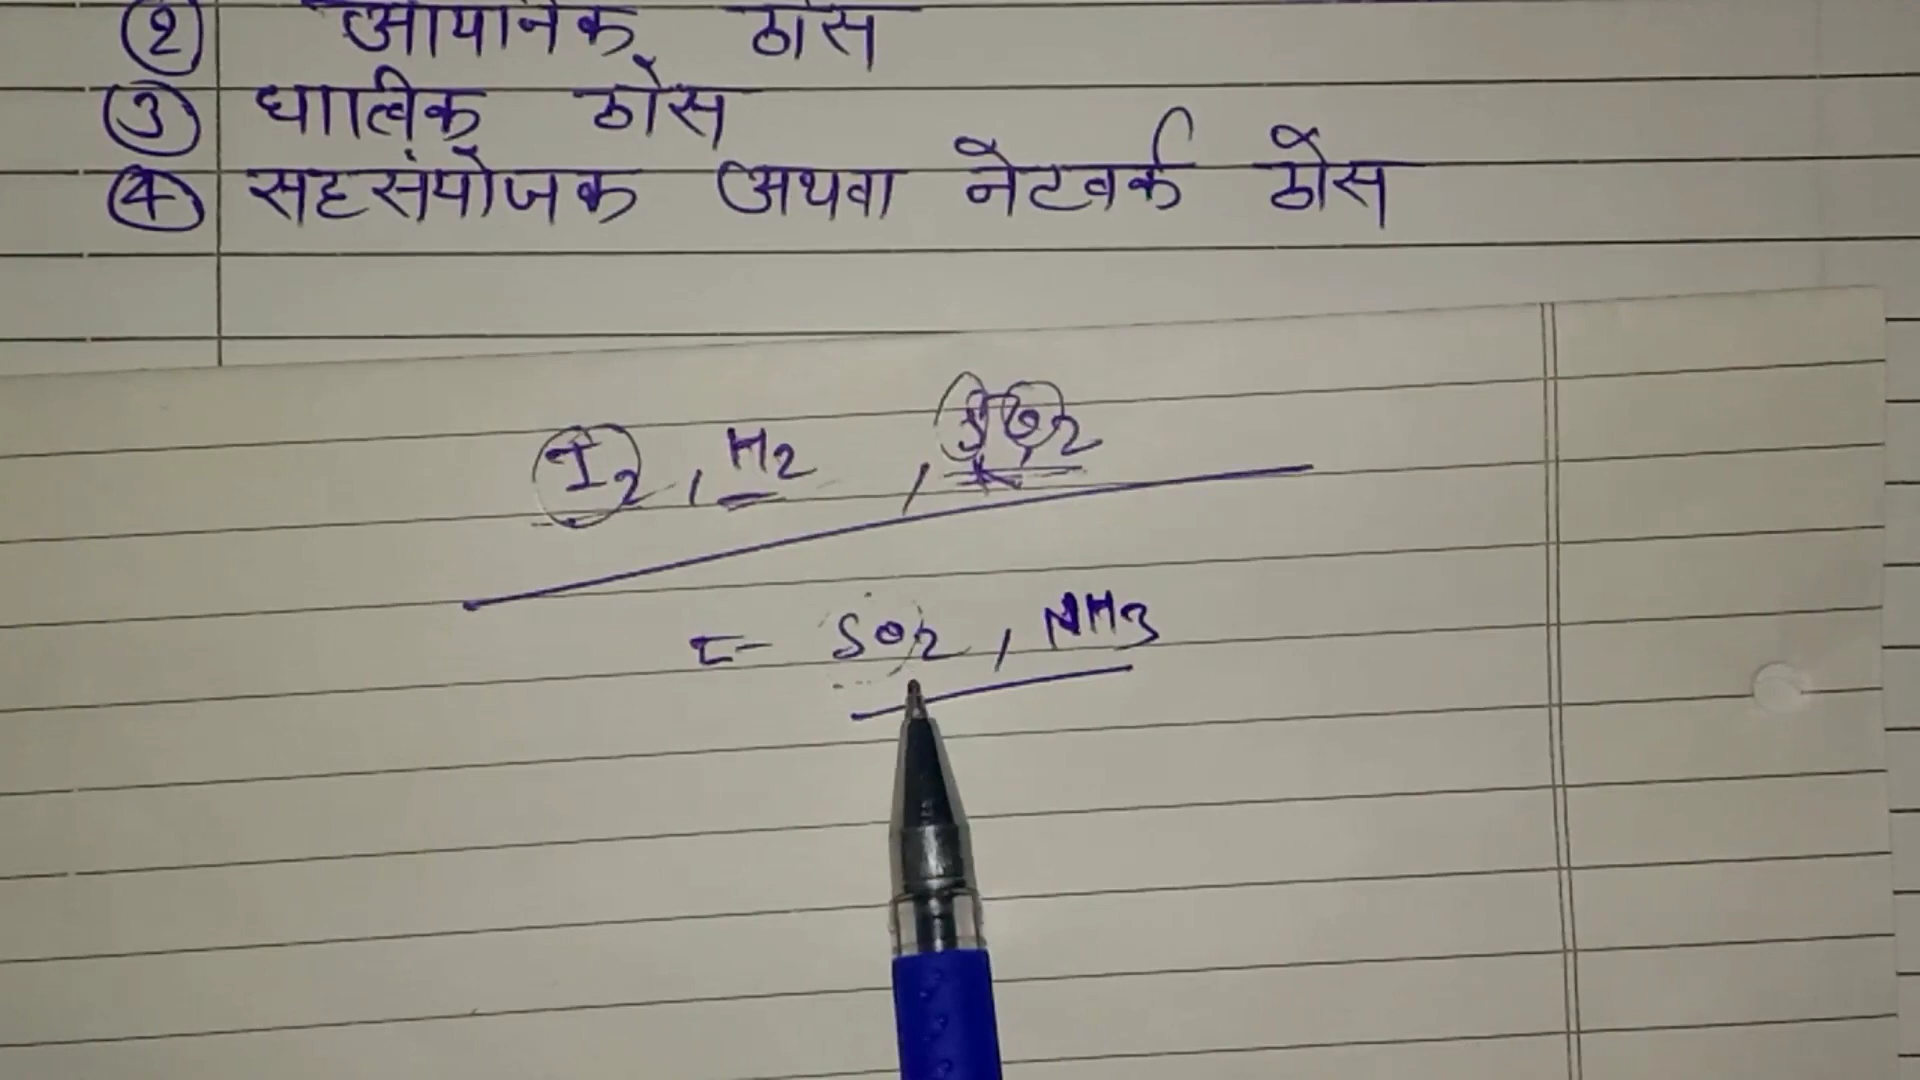 ② आयनिक ठोस
③ धात्विक ठोस
④ सहसंयोजक अथवा नेटवर्क ठोस
I2, H2,
= SO2, NH3